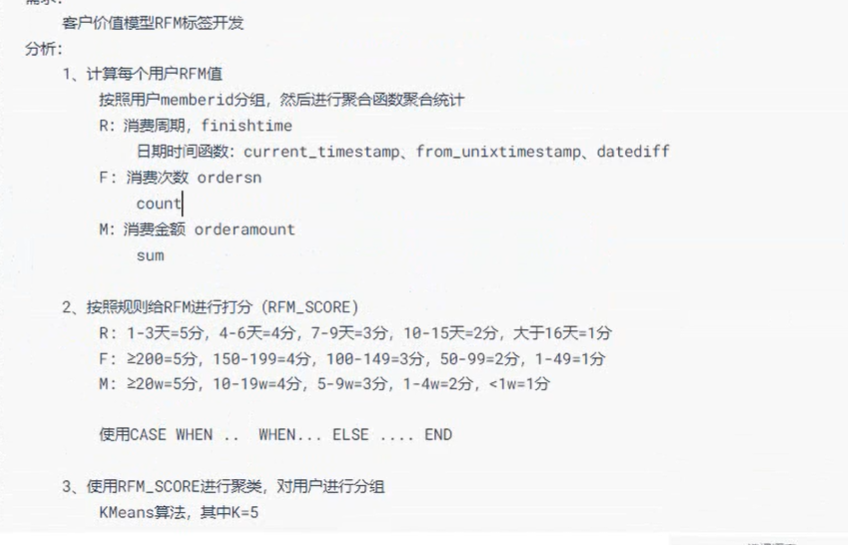 需求：
客户价值模型RFM标签开发
分析：
1、计算每个用户RFM值
按照用户memberid分组，然后进行聚合函数聚合统计
R：消费周期，finishtime
日期时间函数：current_timestamp、from_unixtimestamp、datediff
F：消费次数 ordersn
count
M：消费金额 orderamount
sum
2、按照规则给RFM进行打分（RFM_SCORE)
R：1-3天=5分，4-6天=4分，7-9天=3分，10-15天=2分，大于16天=1分
F：≥200=5分，150-199=4分，100-149=3分，50-99=2分，1-49=1分
M：≥20w=5分，10-19w=4分，5-9w=3分，1-4w=2分，<1w=1分
使用CASE WHEN .. WHEN... ELSE .... END
3、使用RFM_SCORE进行聚类，对用户进行分组
KMeans算法，其中K=5